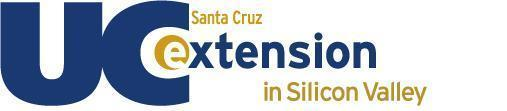 Santa Cruz
UC extension
in Silicon Valley